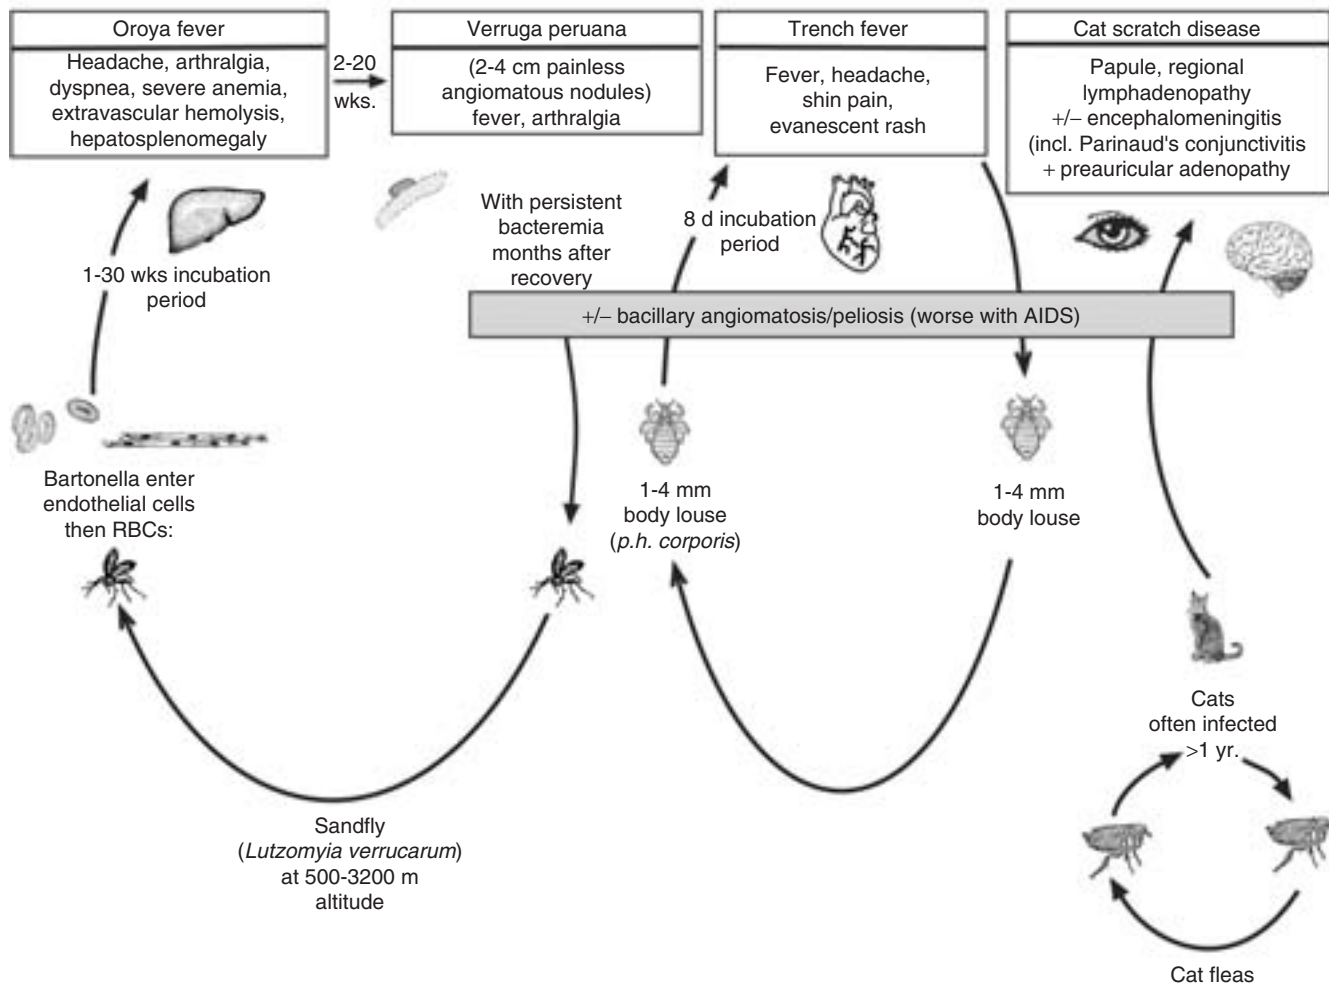 Oroya fever
Headache, arthralgia,
dyspnea, severe anemia,
extravascular hemolysis,
hepatosplenomegaly
2-20
wks.
Verruga peruana
(2-4 cm painless
angiomatous nodules)
fever, arthralgia
Trench fever
Fever, headache,
shin pain,
evanescent rash
Cat scratch disease
Papule, regional
lymphadenopathy
+/– encephalomeningitis
(incl. Parinaud's conjunctivitis
+ preauricular adenopathy
1-30 wks incubation
period
With persistent
bacteremia
months after
recovery
8 d incubation
period
+/– bacillary angiomatosis/peliosis (worse with AIDS)
Bartonella enter
endothelial cells
then RBCs:
1-4 mm
body louse
(p.h. corporis)
1-4 mm
body louse
Sandfly
(Lutzomyia verrucarum)
at 500-3200 m
altitude
Cats
often infected
>1 yr.
Cat fleas